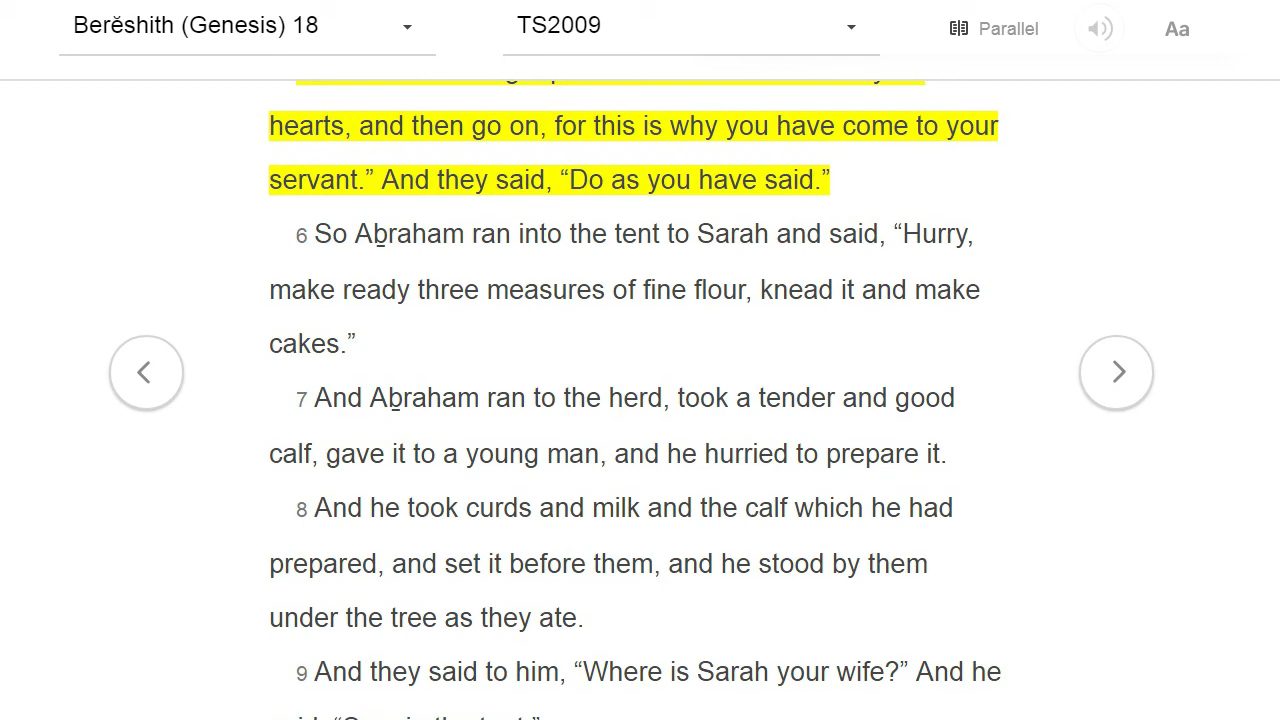 Berĕshith (Genesis) 18
TS2009
Parallel
Aa
hearts, and then go on, for this is why you have come to your
servant.” And they said, “Do as you have said.”
6 So Aḇraham ran into the tent to Sarah and said, “Hurry,
make ready three measures of fine flour, knead it and make
cakes.”
7 And Aḇraham ran to the herd, took a tender and good
calf, gave it to a young man, and he hurried to prepare it.
8 And he took curds and milk and the calf which he had
prepared, and set it before them, and he stood by them
under the tree as they ate.
9 And they said to him, “Where is Sarah your wife?” And he